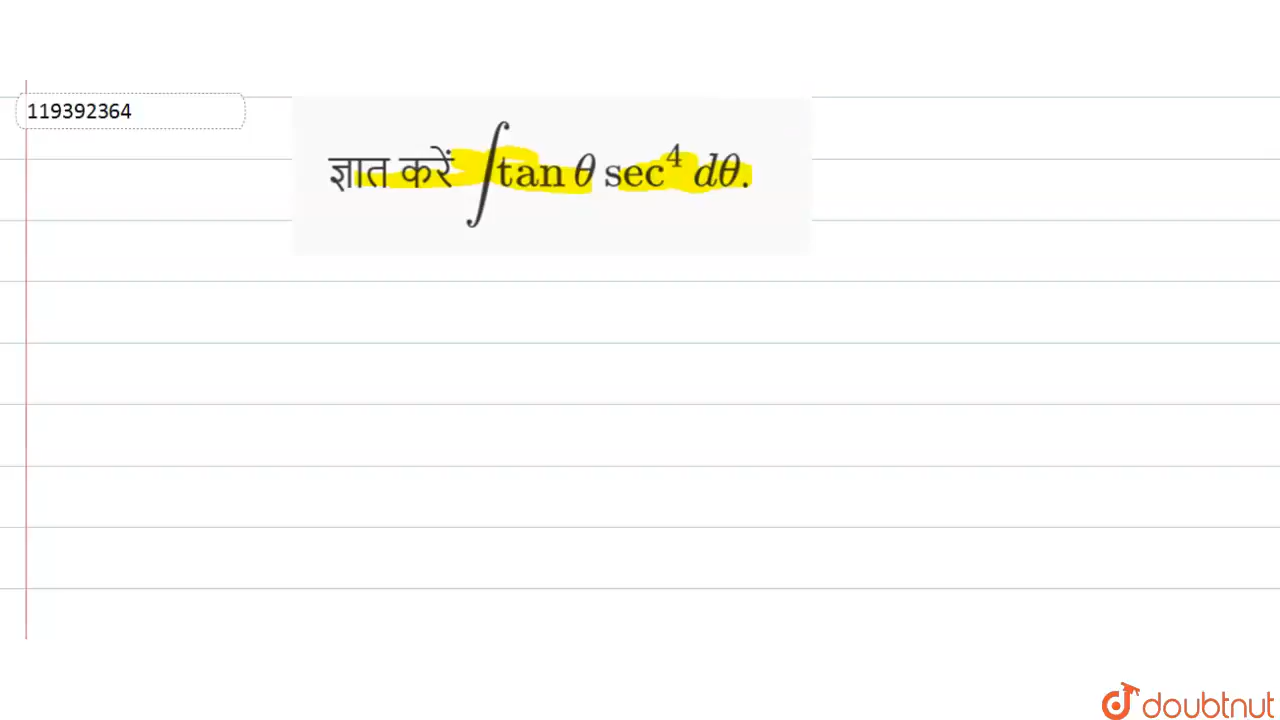 119392364
ज्ञात करें ∫tan θ sec⁴ dθ.
doubtnut